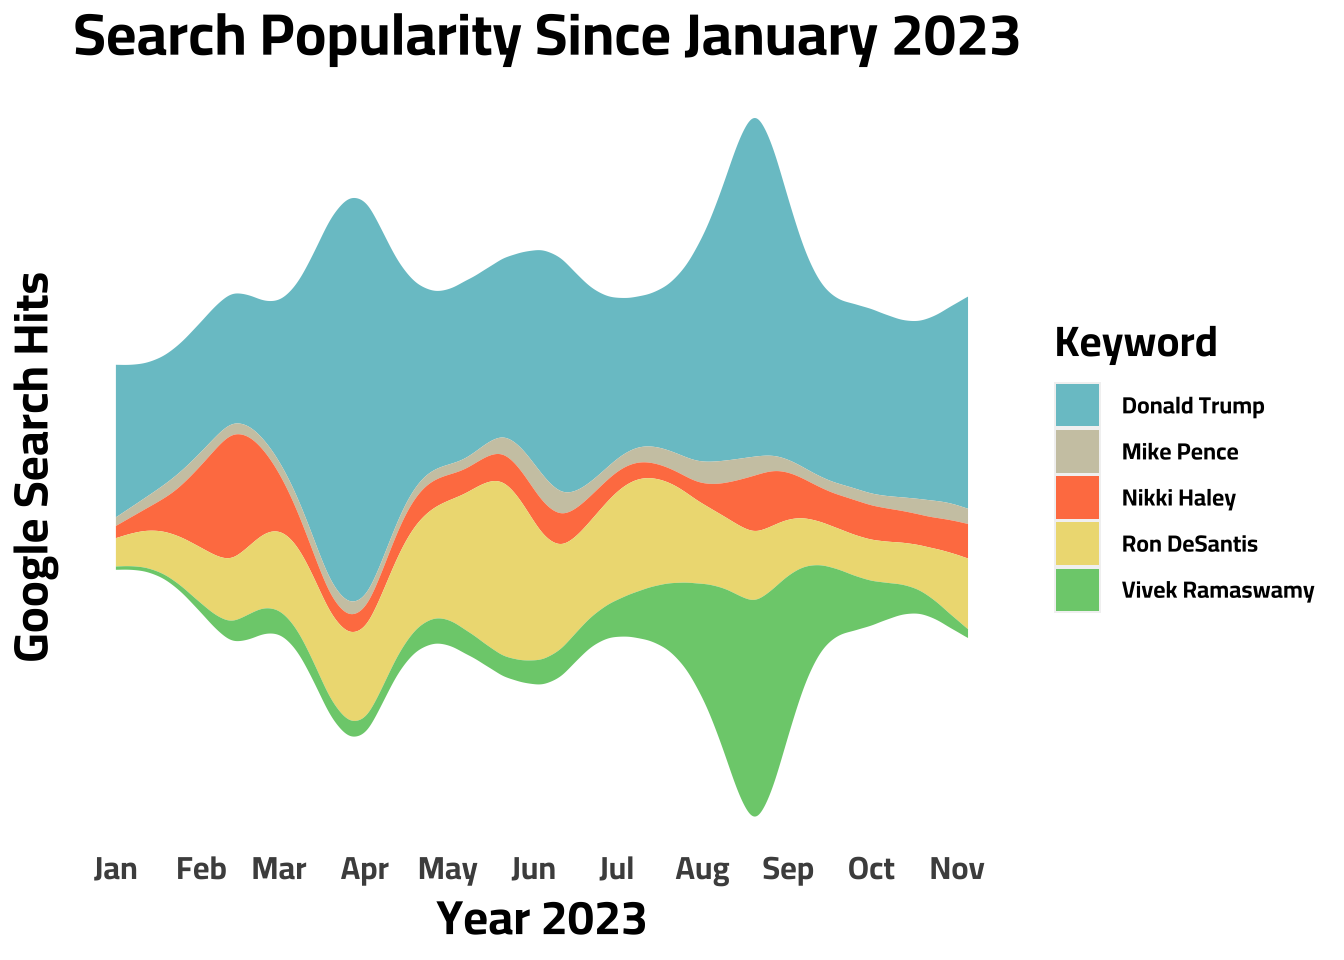 Search Popularity Since January 2023
Google Search Hits
Keyword
Donald Trump
Mike Pence
Nikki Haley
Ron DeSantis
Vivek Ramaswamy
Jan Feb Mar Apr May Jun Jul Aug Sep Oct Nov
Year 2023